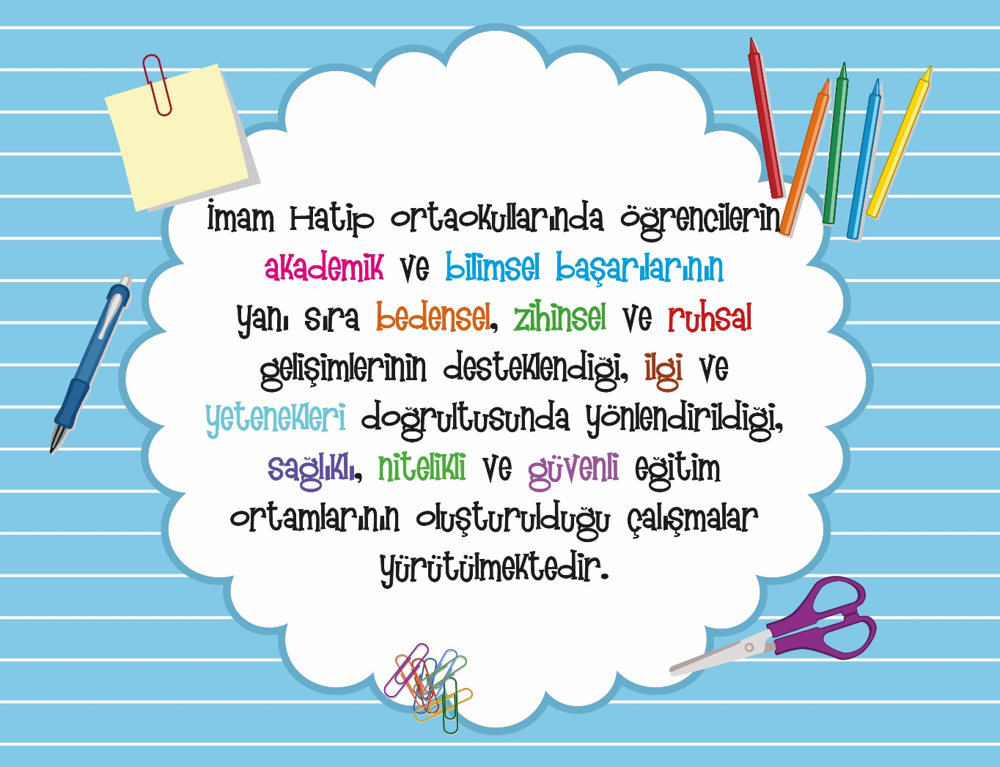 İmam Hatip ortaokullarında öğrencilerin
akademik ve bilimsel başarılarının
yanı sıra bedensel, zihinsel ve ruhsal
gelişimlerinin desteklendiği, ilgi ve
yetenekleri doğrultusunda yönlendirildiği,
sağlıklı, nitelikli ve güvenli eğitim
ortamlarının oluşturulduğu çalışmalar
yürütülmektedir.